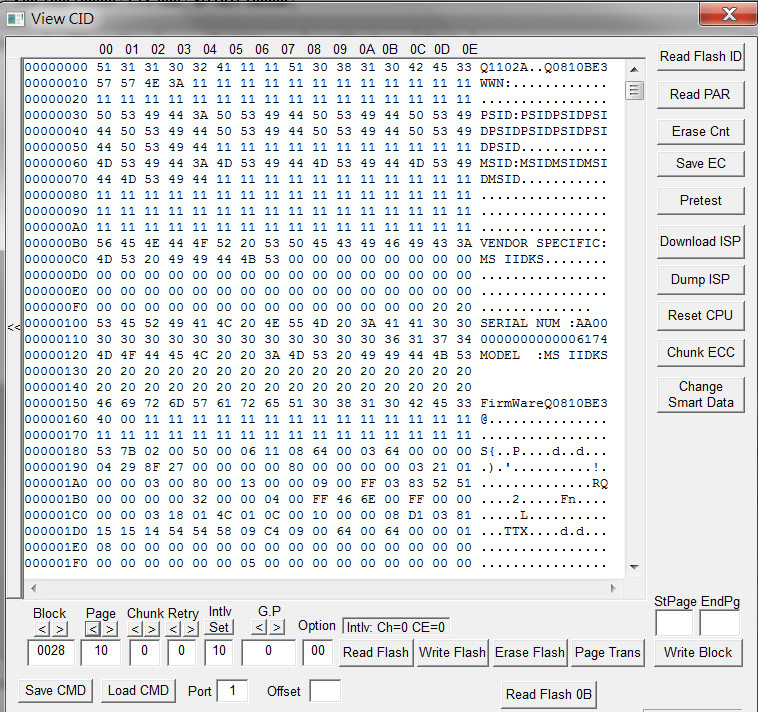 View CID
00 01 02 03 04 05 06 07 08 09 0A 0B 0C 0D 0E
00000000 51 31 31 30 32 41 11 11 51 30 38 31 30 42 45 33 Q1102A..Q0810BE3
00000010 57 57 4E 3A 11 11 11 11 11 11 11 11 11 11 11 11 WWN:............
00000020 11 11 11 11 11 11 11 11 11 11 11 11 11 11 11 11 ................
00000030 50 53 49 44 3A 50 53 49 44 50 53 49 44 50 53 49 PSID:PSIDPSIDPSI
00000040 44 50 53 49 44 50 53 49 44 50 53 49 44 50 53 49 DPSIDPSIDPSIDPSI
00000050 44 50 53 49 44 11 11 11 11 11 11 11 11 11 11 11 DPSID...........
00000060 4D 53 49 44 3A 4D 53 49 44 4D 53 49 44 4D 53 49 MSID:MSIDMSIDMSI
00000070 44 4D 53 49 44 11 11 11 11 11 11 11 11 11 11 11 DMSID...........
00000080 11 11 11 11 11 11 11 11 11 11 11 11 11 11 11 11 ................
00000090 11 11 11 11 11 11 11 11 11 11 11 11 11 11 11 11 ................
000000A0 11 11 11 11 11 11 11 11 11 11 11 11 11 11 11 11 ................
000000B0 56 45 4E 44 4F 52 20 53 50 45 43 49 46 49 43 3A VENDOR SPECIFIC:
000000C0 4D 53 20 49 49 44 4B 53 00 00 00 00 00 00 00 00 MS IIDKS........
000000D0 00 00 00 00 00 00 00 00 00 00 00 00 00 00 00 00 ................
000000E0 00 00 00 00 00 00 00 00 00 00 00 00 00 00 00 00 ................
000000F0 00 00 00 00 00 00 00 00 00 00 00 00 00 00 20 20 ..............
00000100 53 45 52 49 41 4C 20 4E 55 4D 20 3A 41 41 30 30 SERIAL NUM :AA00
00000110 30 30 30 30 30 30 30 30 30 30 30 30 36 31 37 34 0000000000006174
00000120 4D 4F 44 45 4C 20 20 3A 4D 53 20 49 49 44 4B 53 MODEL  :MS IIDKS
00000130 20 20 20 20 20 20 20 20 20 20 20 20 20 20 20 20
00000140 20 20 20 20 20 20 20 20 20 20 20 20 20 20 20 20
00000150 46 69 72 6D 57 61 72 65 51 30 38 31 30 42 45 33 FirmWareQ0810BE3
00000160 40 00 11 11 11 11 11 11 11 11 11 11 11 11 11 11 @...............
00000170 11 11 11 11 11 11 11 11 11 11 11 11 11 11 11 11 ................
00000180 53 7B 02 00 50 00 06 11 08 64 00 03 64 00 00 00 S{..P....d..d...
00000190 04 29 8F 27 00 00 00 00 80 00 00 00 00 03 21 01 .).'..........!.
000001A0 00 00 03 00 80 00 13 00 00 09 00 FF 03 83 52 51 ..............RQ
000001B0 00 00 00 00 32 00 00 04 00 FF 46 6E 00 FF 00 00 ....2.....Fn....
000001C0 00 00 03 18 01 4C 01 0C 00 10 00 00 08 D1 03 81 .....L..........
000001D0 15 15 14 54 54 58 09 C4 09 00 64 00 64 00 00 01 ...TTX....d.d...
000001E0 08 00 00 00 00 00 00 00 00 00 00 00 00 00 00 00 ................
000001F0 00 00 00 00 00 00 05 00 00 00 00 00 00 00 00 00 ................
<<
Read Flash ID
Read PAR
Erase Cnt
Save EC
Pretest
Download ISP
Dump ISP
Reset CPU
Chunk ECC
Change
Smart Data
StPage EndPg
Block Page Chunk Retry Intlv G.P Option Intlv: Ch=0 CE=0
< > < > < > < > Set < >
0028 10 0 0 10 0 00 Read Flash Write Flash Erase Flash Page Trans Write Block
Save CMD Load CMD Port 1 Offset Read Flash 0B